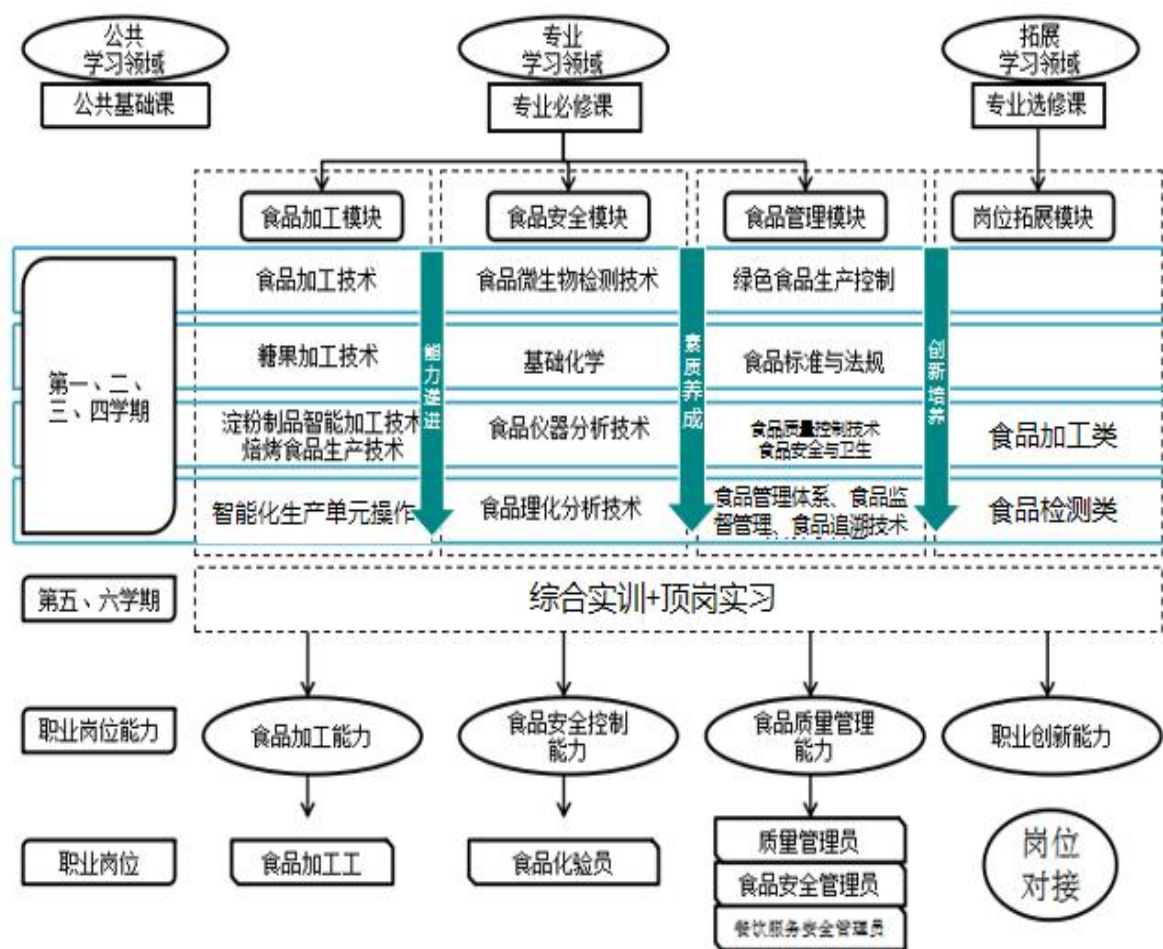 公共
学习领域
专业
学习领域
拓展
学习领域
公共基础课
专业必修课
专业选修课
食品加工模块
食品安全模块
食品管理模块
岗位拓展模块
第一、二、
三、四学期
食品加工技术
食品微生物检测技术
绿色食品生产控制
糖果加工技术
基础化学
食品标准与法规
淀粉制品智能加工技术
焙烤食品生产技术
食品仪器分析技术
食品质量控制技术
食品安全与卫生
食品加工类
智能化生产单元操作
食品理化分析技术
食品管理体系、食品监
督管理、食品追溯技术
食品检测类
能力递进
素质养成
创新培养
第五、六学期
综合实训+顶岗实习
职业岗位能力
食品加工能力
食品安全控制
能力
食品质量管理
能力
职业创新能力
职业岗位
食品加工工
食品化验员
质量管理员
食品安全管理员
餐饮服务安全管理员
岗位
对接